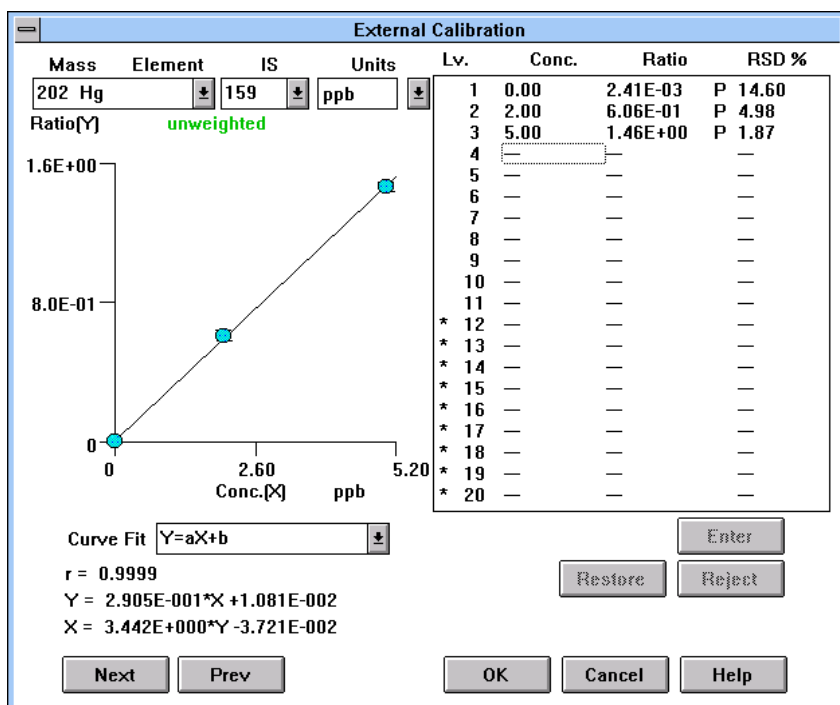 External Calibration
Mass Element IS Units
202 Hg 159 ppb
Ratio(Y) unweighted
1.6E+00
8.0E-01
0
0 2.60 5.20
Conc.(X) ppb
Lv. Conc. Ratio RSD %
1 0.00 2.41E-03 P 14.60
2 2.00 6.06E-01 P 4.98
3 5.00 1.46E+00 P 1.87
4 — — —
5 — — —
6 — — —
7 — — —
8 — — —
9 — — —
10 — — —
11 — — —
* 12 — — —
* 13 — — —
* 14 — — —
* 15 — — —
* 16 — — —
* 17 — — —
* 18 — — —
* 19 — — —
* 20 — — —
Curve Fit Y=aX+b
r = 0.9999
Y = 2.905E-001*X +1.081E-002
X = 3.442E+000*Y -3.721E-002
Enter
Restore Reject
Next Prev OK Cancel Help